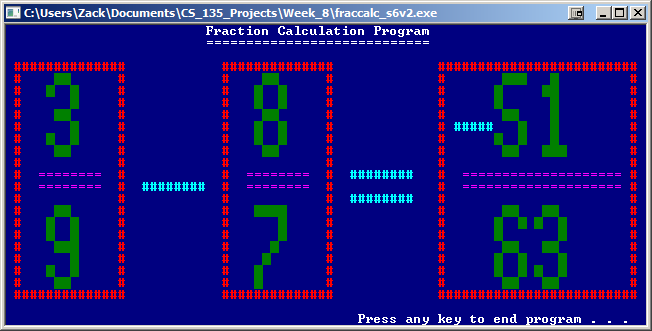 C:\Users\Zack\Documents\CS_135_Projects\Week_8\fraccalc_s6v2.exe
Fraction Calculation Program
3 - 8 = -51
9 7 63
Press any key to end program . . .